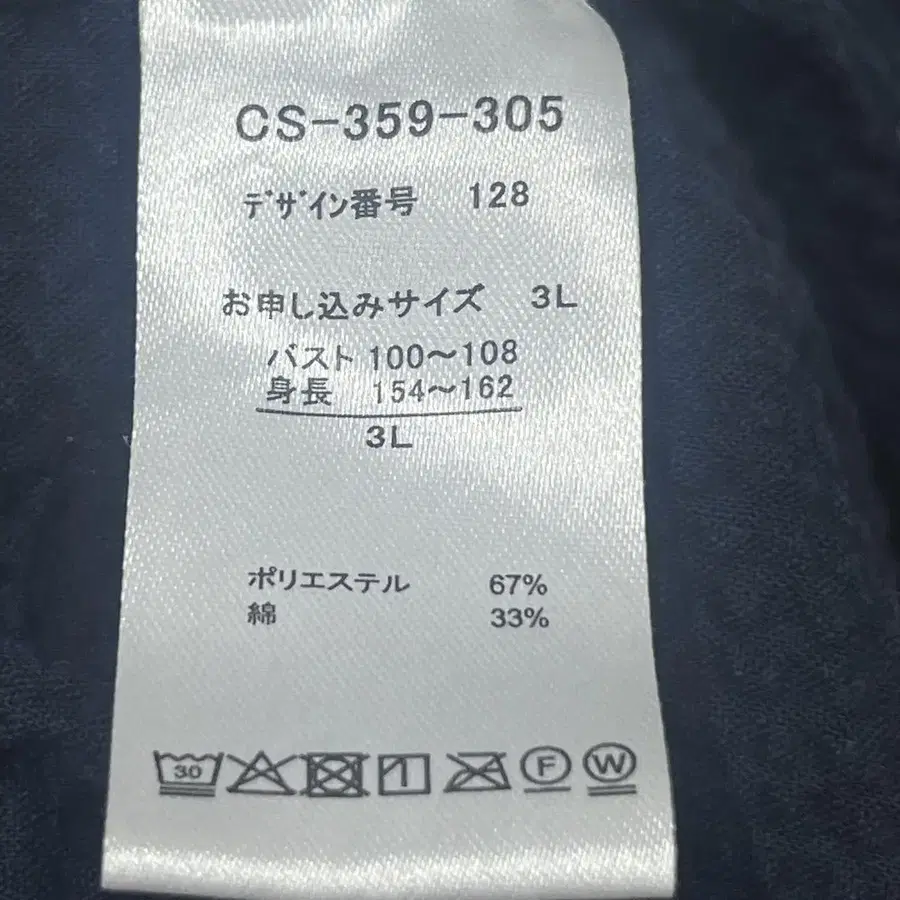 CS-359-305
ﾃﾞｻﾞｲﾝ番号 128
お申し込みサイズ 3L
バスト 100～108
身長 154～162
3L
ポリエステル 67%
綿 33%
30 F W